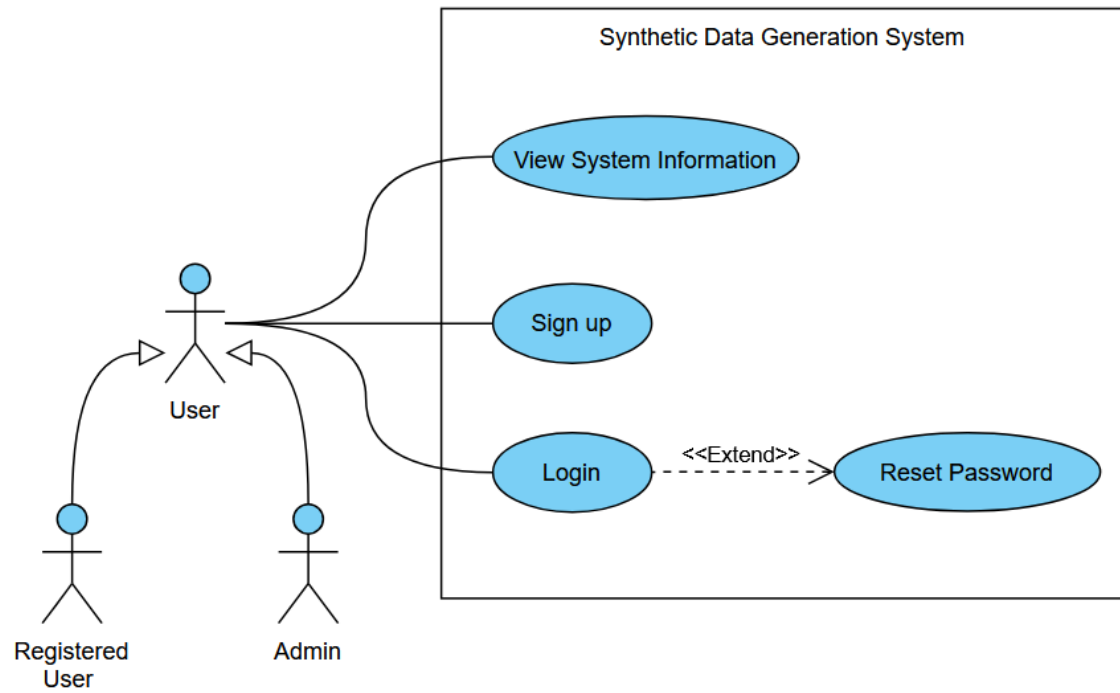 Synthetic Data Generation System
View System Information
Sign up
User
Login
<<Extend>>
Reset Password
Registered
User
Admin